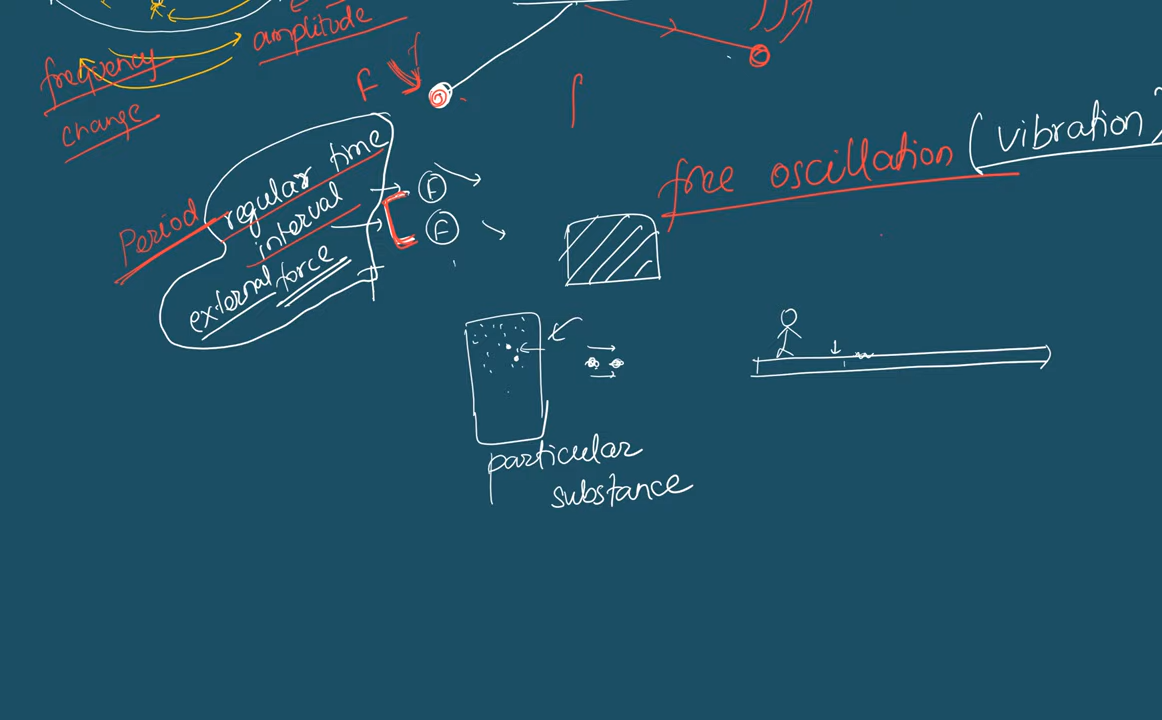 amplitude
frequency
change
F
free oscillation (vibration)
Period
regular time
interval
external force
F
F
particular
substance